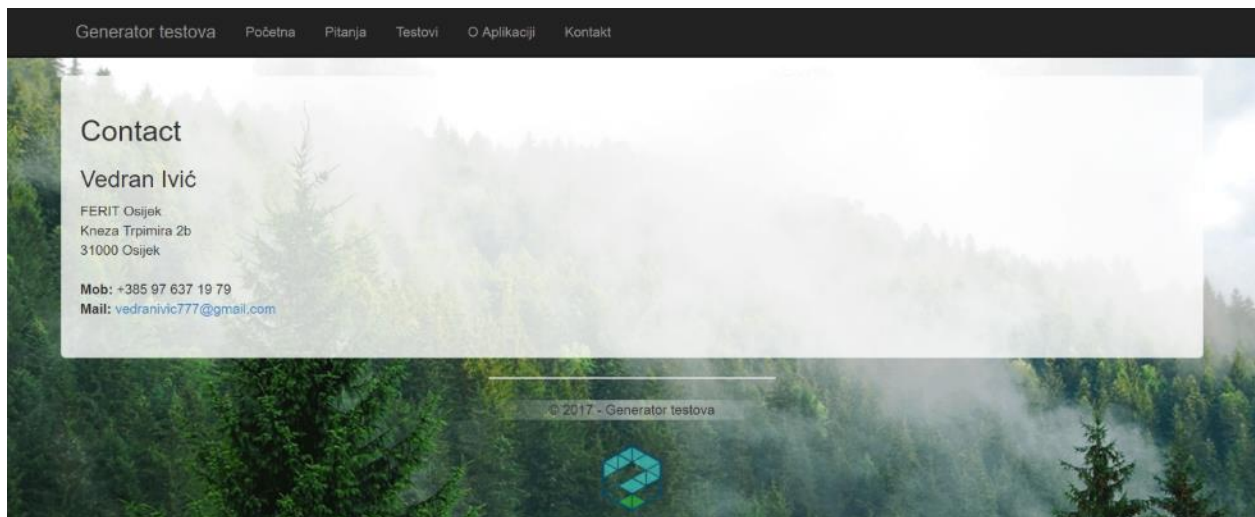 Generator testova Početna Pitanja Testovi O Aplikaciji Kontakt
Contact
Vedran Ivić
FERIT Osijek
Kneza Trpimira 2b
31000 Osijek
Mob: +385 97 637 19 79
Mail: vedranivic777@gmail.com
© 2017 - Generator testova